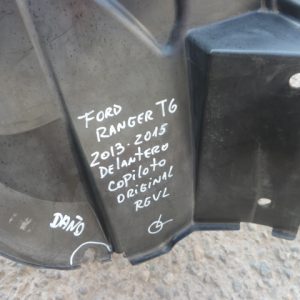 FORD
RANGER T6
2013.2015
DELANTERO
COPILOTO
ORIGINAL
REVL
DAÑO